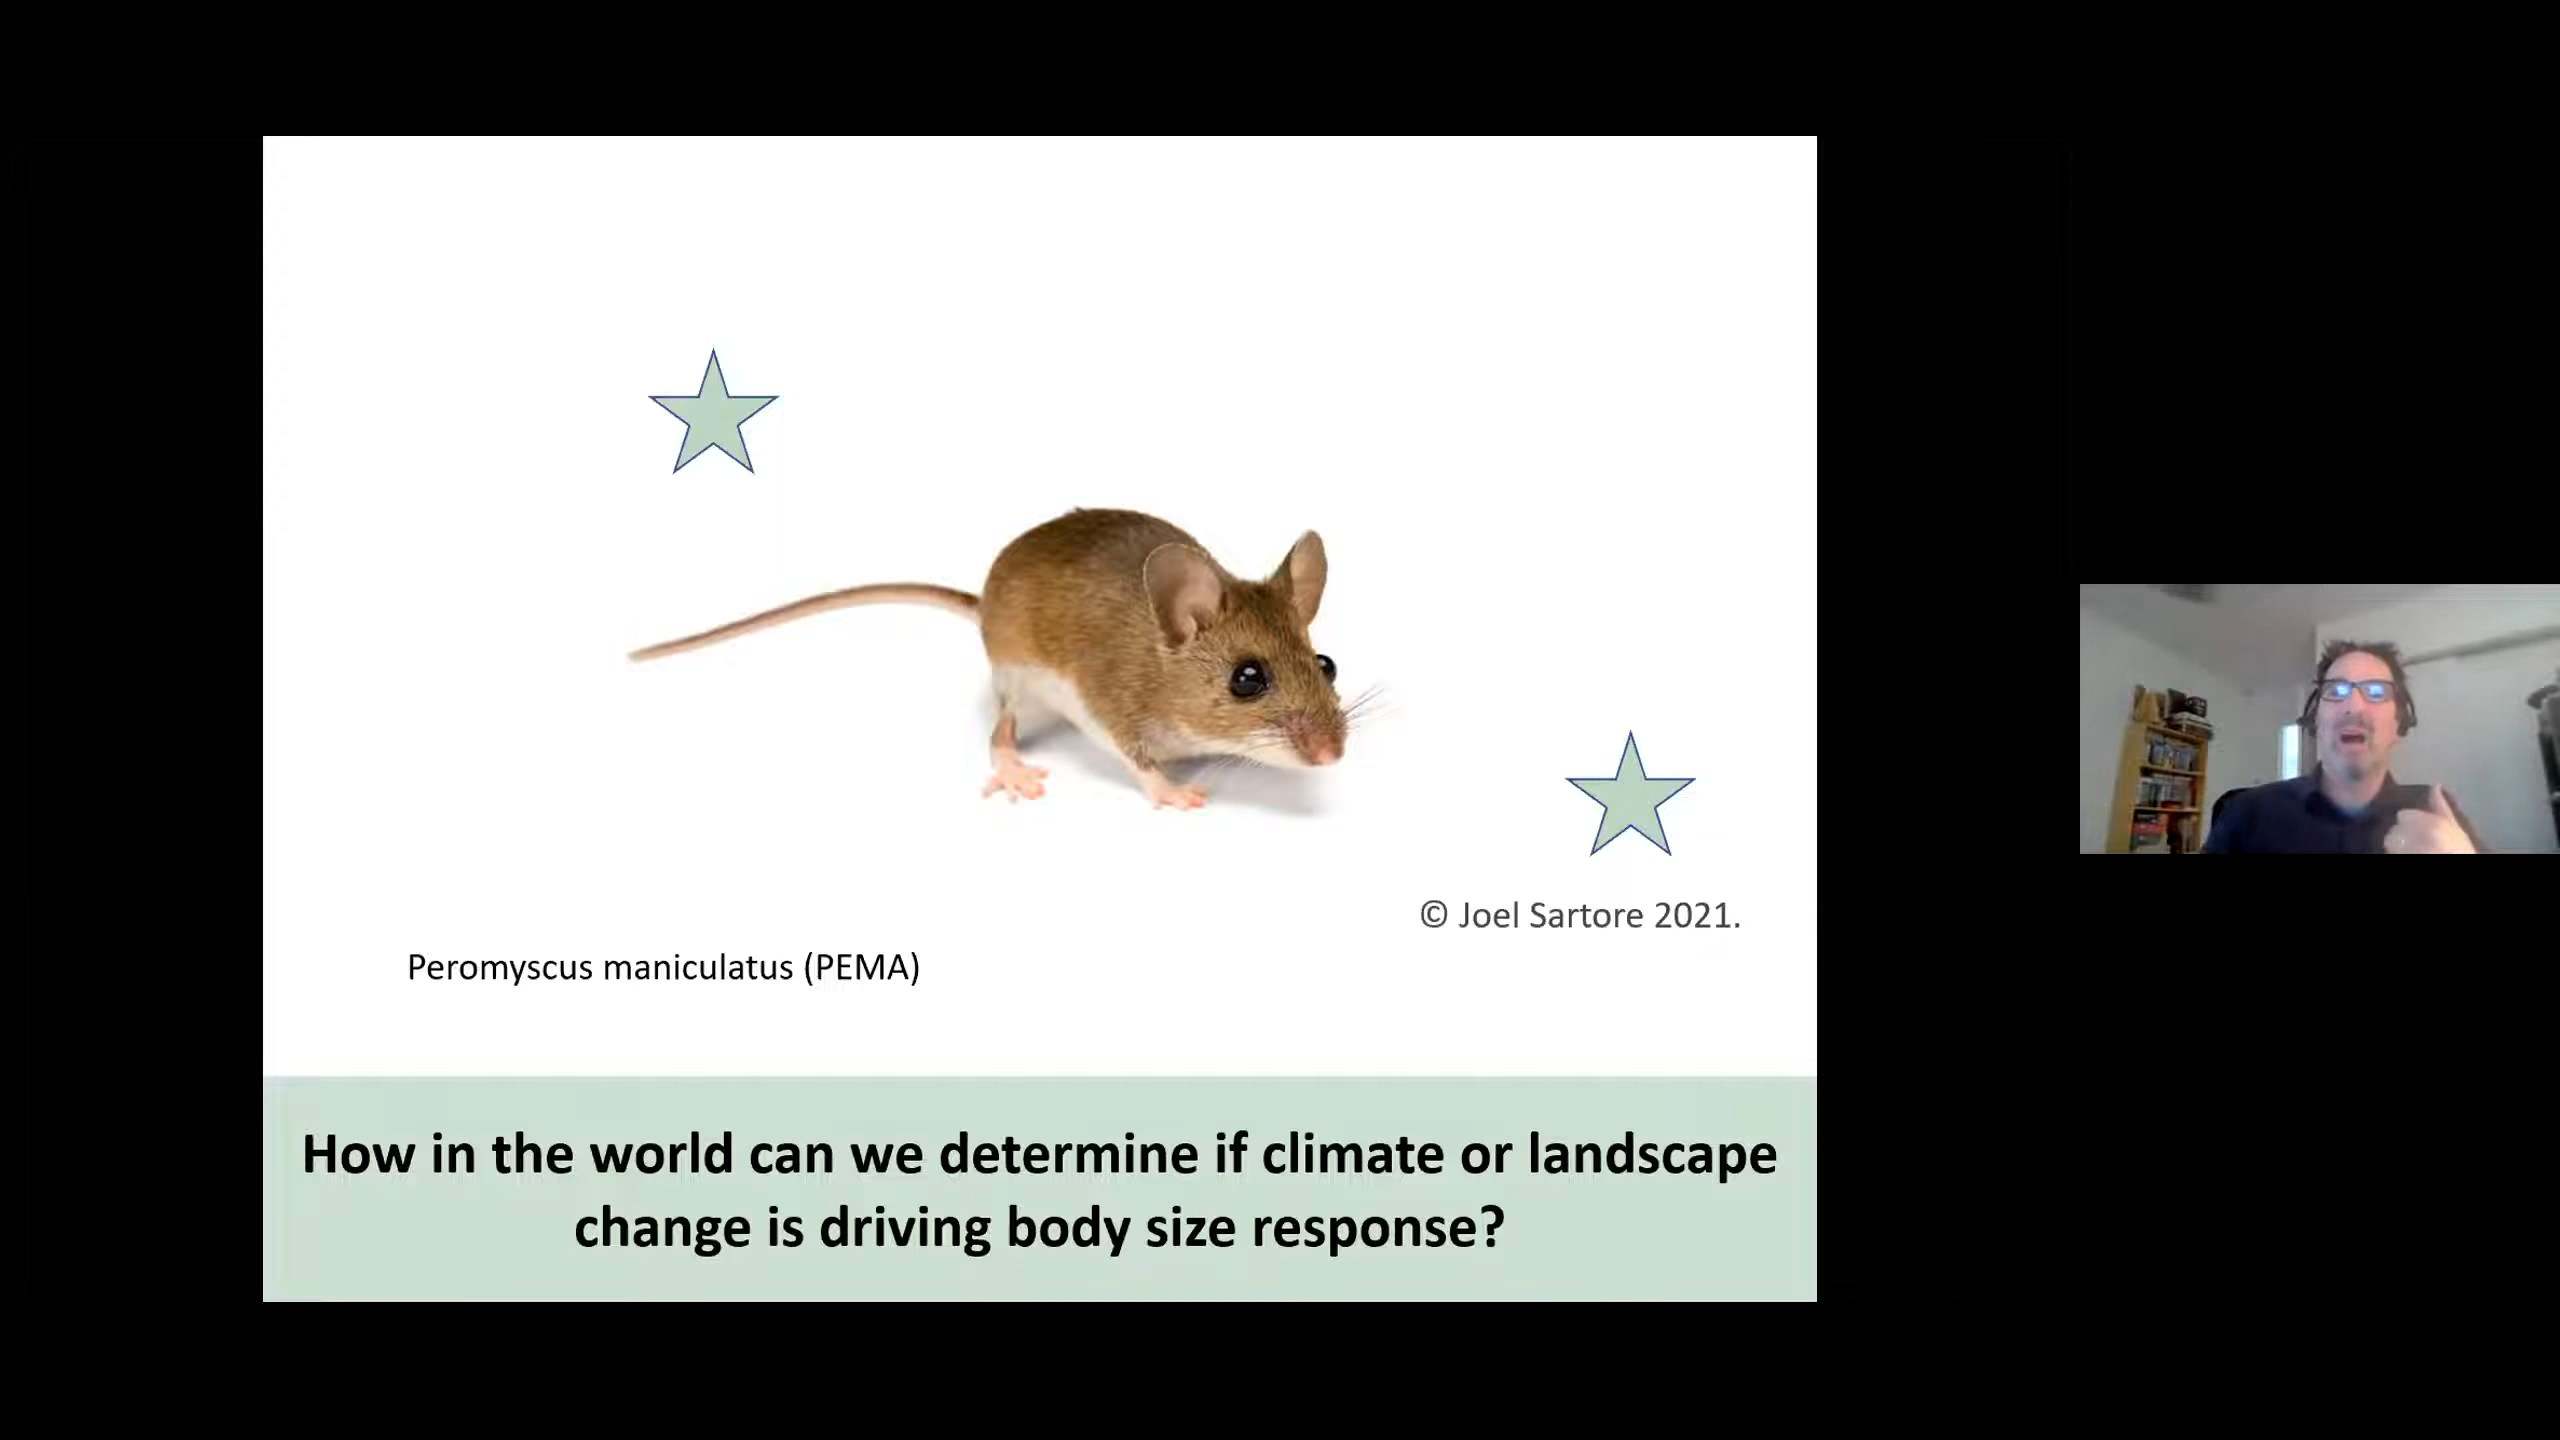 © Joel Sartore 2021.
Peromyscus maniculatus (PEMA)
How in the world can we determine if climate or landscape
change is driving body size response?